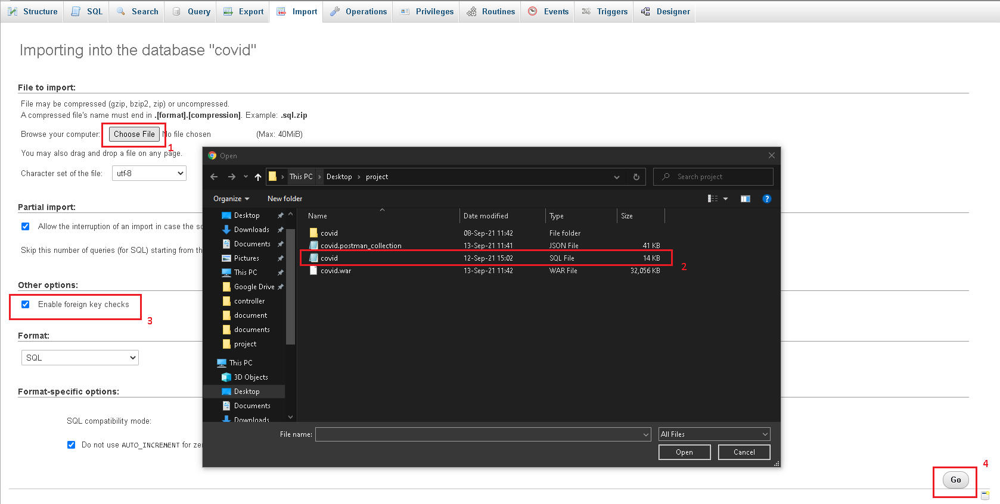 Structure SQL Search Query Export Import Operations Privileges Routines Events Triggers Designer
Importing into the database "covid"
File to import:
File may be compressed (gzip, bzip2, zip) or uncompressed.
A compressed file's name must end in .[format].[compression]. Example: .sql.zip
Browse your computer: Choose File No file chosen (Max: 40MiB)
1
You may also drag and drop a file on any page.
Character set of the file: utf-8
Partial import:
Allow the interruption of an import in case the sc
Skip this number of queries (for SQL) starting from th
Other options:
Enable foreign key checks
3
Format:
SQL
Format-specific options:
SQL compatibility mode:
Do not use AUTO_INCREMENT for zer
Open
This PC Desktop project Search project
Organize New folder
Desktop
Downloads
Documents
Pictures
This PC
Google Drive
controller
document
documents
project
This PC
3D Objects
Desktop
Documents
Downloads
Name Date modified Type Size
covid 08-Sep-21 11:42 File folder
covid.postman_collection 13-Sep-21 11:41 JSON File 41 KB
covid 12-Sep-21 15:02 SQL File 14 KB
2
covid.war 13-Sep-21 11:42 WAR File 32,056 KB
File name: All Files
Open Cancel
4
Go